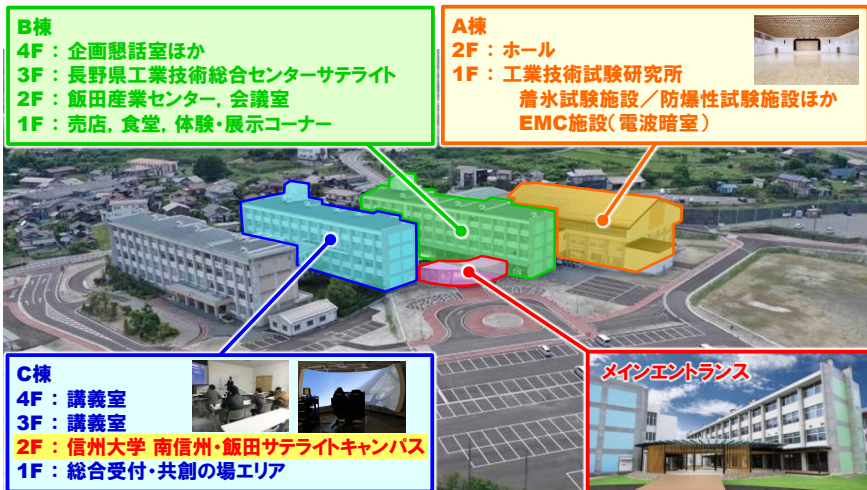 B棟
4F : 企画懇話室ほか
3F : 長野県工業技術総合センターサテライト
2F : 飯田産業センター, 会議室
1F : 売店, 食堂, 体験・展示コーナー
A棟
2F : ホール
1F : 工業技術試験研究所
着氷試験施設／防爆性試験施設ほか
EMC施設(電波暗室)
C棟
4F : 講義室
3F : 講義室
2F : 信州大学 南信州・飯田サテライトキャンパス
1F : 総合受付・共創の場エリア
メインエントランス